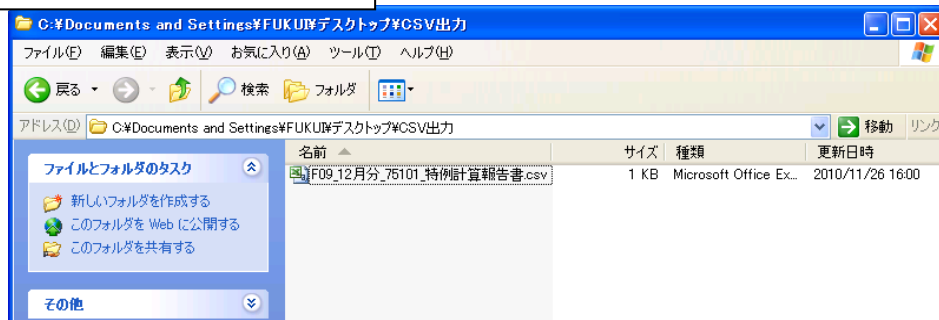 C:¥Documents and Settings¥FUKUI¥デスクトップ¥CSV出力
ファイル(F) 編集(E) 表示(V) お気に入り(A) ツール(T) ヘルプ(H)
戻る 検索 フォルダ
アドレス(D) C:¥Documents and Settings¥FUKUI¥デスクトップ¥CSV出力 移動 リンク
ファイルとフォルダのタスク
新しいフォルダを作成する
このフォルダを Web に公開する
このフォルダを共有する
その他
名前 サイズ 種類 更新日時
F09_12月分_75101_特例計算報告書.csv 1 KB Microsoft Office Ex... 2010/11/26 16:00